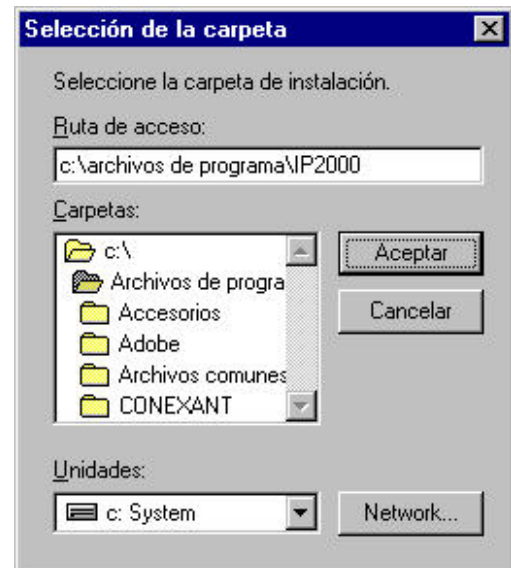 Selección de la carpeta
Seleccione la carpeta de instalación.
Ruta de acceso:
c:\archivos de programa\IP2000
Carpetas:
c:\
Archivos de progra
Accesorios
Adobe
Archivos comunes
CONEXANT
Aceptar
Cancelar
Unidades:
c: System
Network...